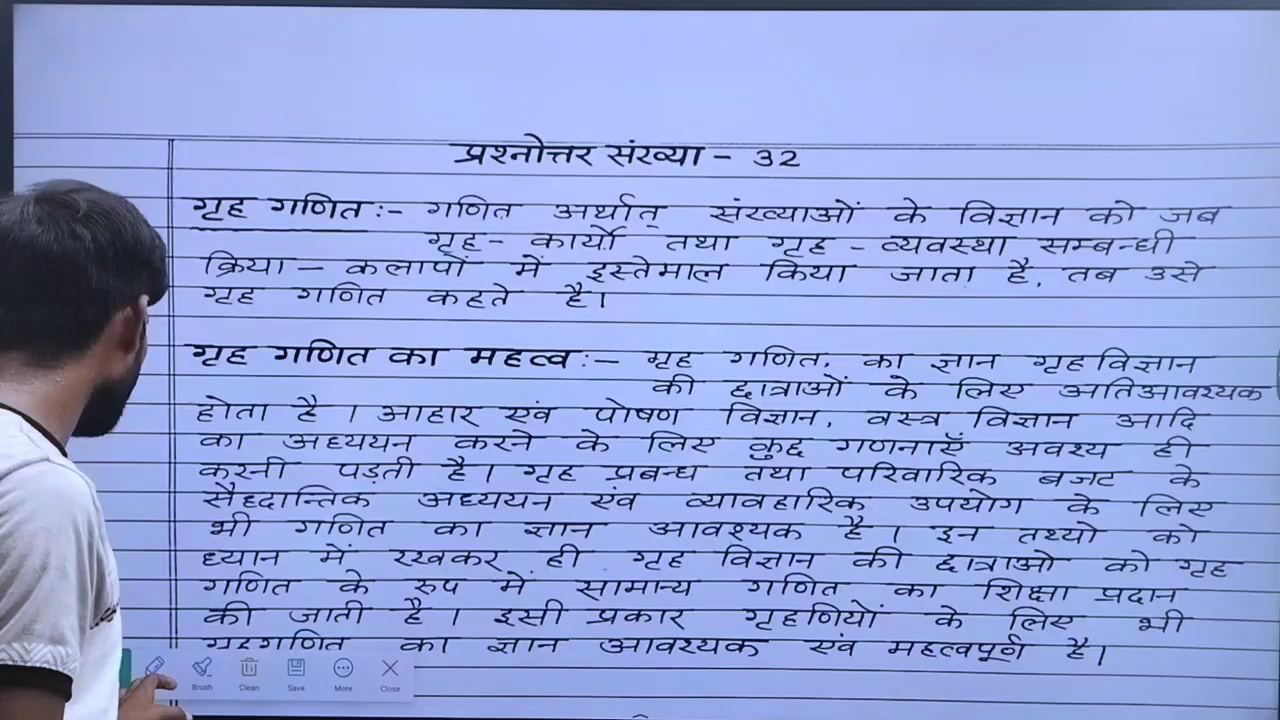 प्रश्नोत्तर संख्या - 32
गृह गणित :- गणित अर्थात् संख्याओं के विज्ञान को जब
गृह - कार्यो तथा गृह - व्यवस्था सम्बन्धी
क्रिया - कलापों में इस्तेमाल किया जाता है, तब उसे
गृह गणित कहते है।
गृह गणित का महत्व :- गृह गणित, का ज्ञान गृहविज्ञान
की छात्राओं के लिए अतिआवश्यक
होता है । आहार एंव पोषण विज्ञान, वस्त्र विज्ञान आदि
का अध्ययन करने के लिए कुछ गणनाएँ अवश्य ही
करनी पड़ती है। गृह प्रबन्ध तथा परिवारिक बजट के
सैध्दान्तिक अध्ययन एंव व्यावहारिक उपयोग के लिए
भी गणित का ज्ञान आवश्यक है । इन तथ्यो को
ध्यान में रखकर ही गृह विज्ञान की छात्राओ को गृह
गणित के रुप में सामान्य गणित का शिक्षा प्रदान
की जाती है । इसी प्रकार गृहणियों के लिए भी
गृहगणित का ज्ञान आवश्यक एंव महत्वपूर्ण है।
Brush Clean Save More Close